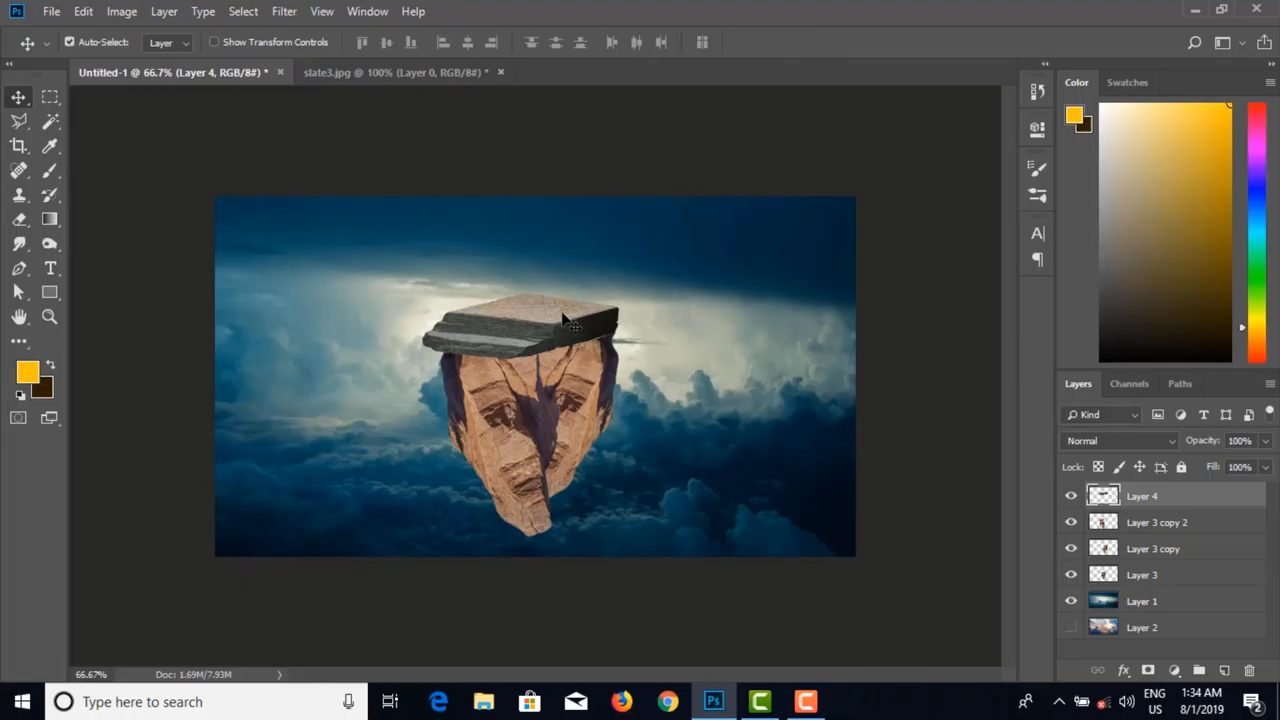 Ps File Edit Image Layer Type Select Filter View Window Help
Auto-Select: Layer Show Transform Controls
Untitled-1 @ 66.7% (Layer 4, RGB/8#) * slate3.jpg @ 100% (Layer 0, RGB/8#) *
Color Swatches
Layers Channels Paths
Kind
Normal Opacity: 100%
Lock: Fill: 100%
Layer 4
Layer 3 copy 2
Layer 3 copy
Layer 3
Layer 1
Layer 2
66.67% Doc: 1.69M/7.93M
Type here to search
Ps
ENG
US
1:34 AM
8/1/2019
2